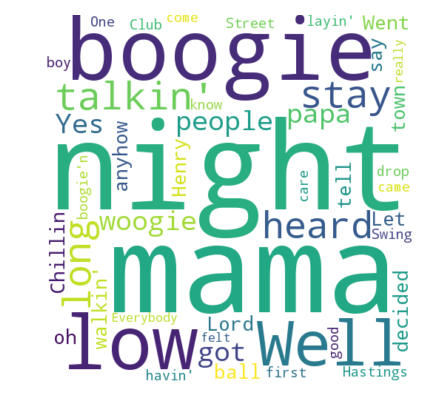 One Club come Street layin' Went
boogie
boy say
talkin' stay
know really
Yes people papa town
anyhow Henry
night
tell drop
care came
boogie'n woogie heard Let
Swing
long Chillin
mama
walkin' decided
Everybody Lord
oh low felt got Well good
havin' ball first Hastings